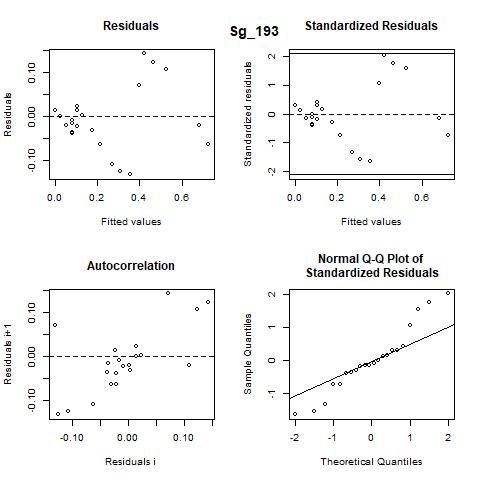 Sg_193
Residuals
Residuals
0.10
0.00
-0.10
0.0
0.2
0.4
0.6
Fitted values
Standardized Residuals
Standardized residuals
2
1
0
-1
-2
0.0
0.2
0.4
0.6
Fitted values
Autocorrelation
Residuals i+1
0.10
0.00
-0.10
-0.10
0.00
0.10
Residuals i
Normal Q-Q Plot of
Standardized Residuals
Sample Quantiles
2
1
0
-1
-2
-1
0
1
2
Theoretical Quantiles